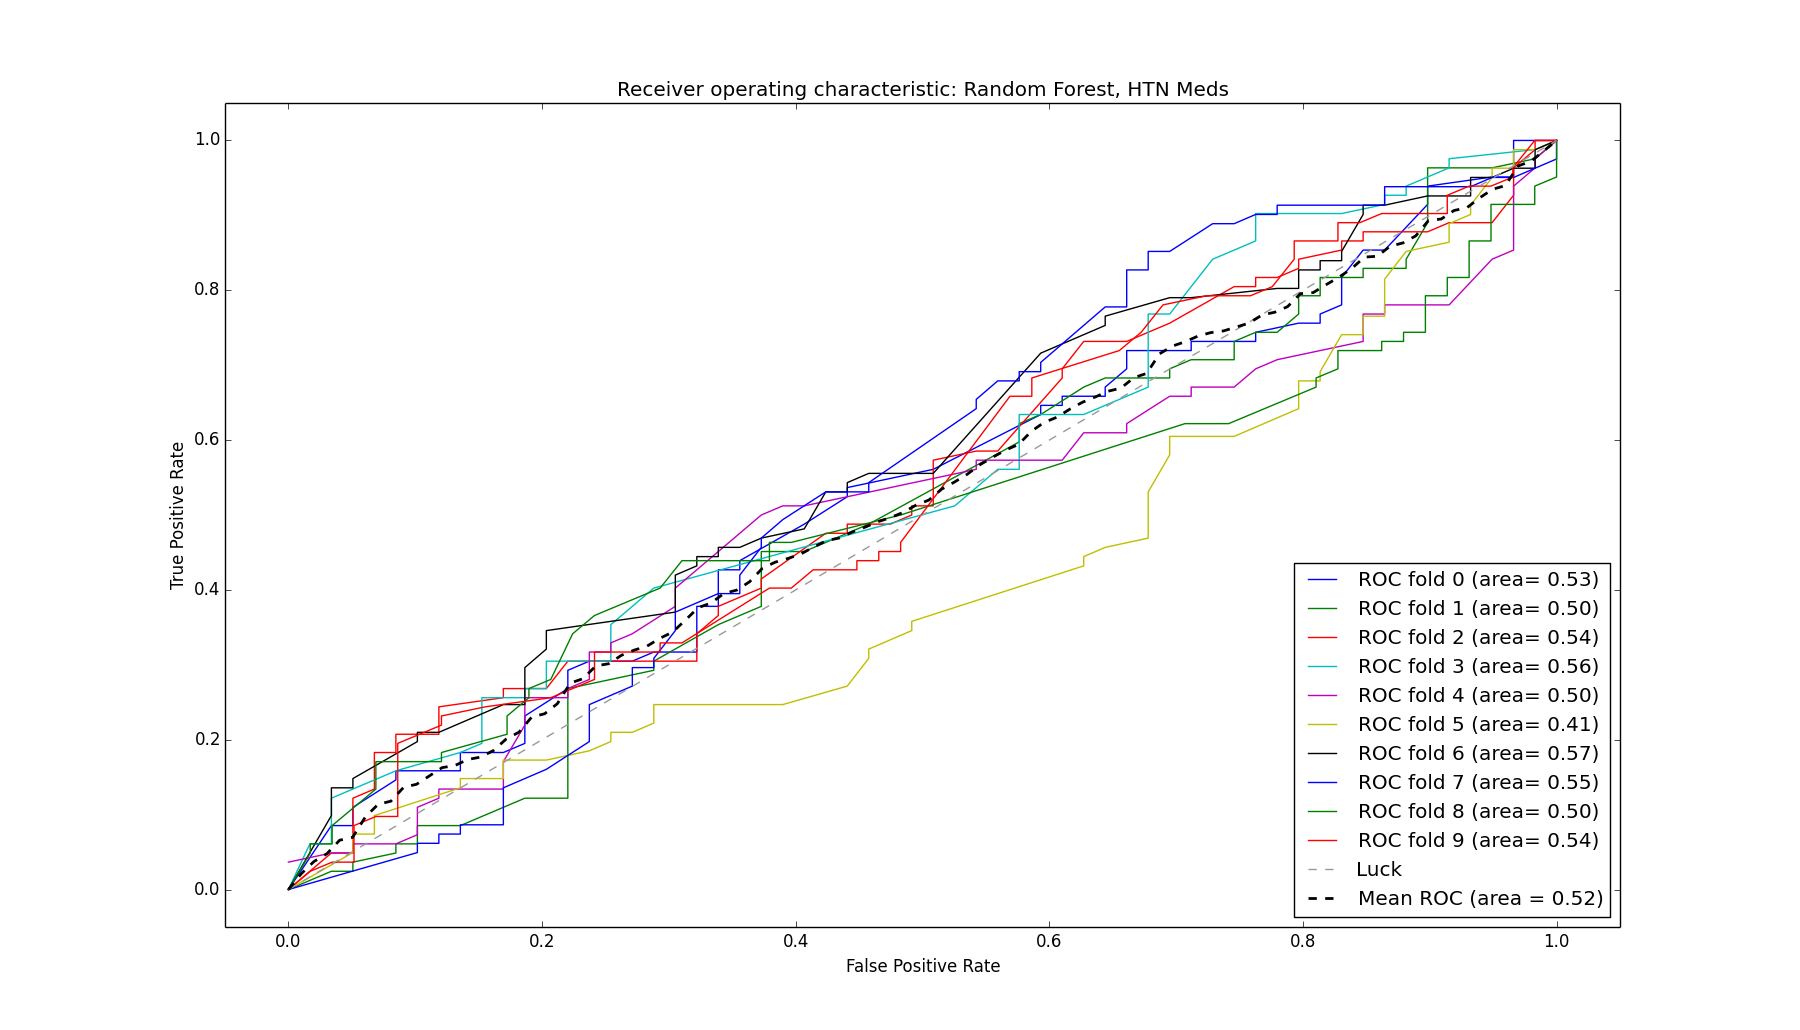 Receiver operating characteristic: Random Forest, HTN Meds
1.0
0.8
0.6
0.4
0.2
0.0
True Positive Rate
0.0 0.2 0.4 0.6 0.8 1.0
False Positive Rate
ROC fold 0 (area= 0.53)
ROC fold 1 (area= 0.50)
ROC fold 2 (area= 0.54)
ROC fold 3 (area= 0.56)
ROC fold 4 (area= 0.50)
ROC fold 5 (area= 0.41)
ROC fold 6 (area= 0.57)
ROC fold 7 (area= 0.55)
ROC fold 8 (area= 0.50)
ROC fold 9 (area= 0.54)
Luck
Mean ROC (area = 0.52)